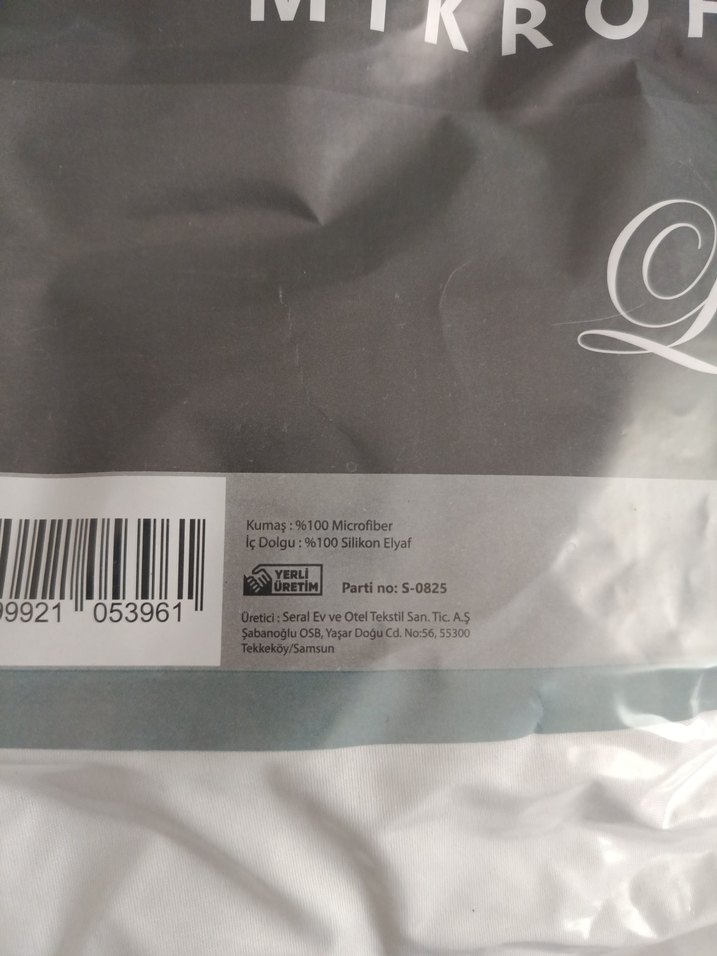 MIKROF
Kumaş : %100 Microfiber
İç Dolgu : %100 Silikon Elyaf
YERLİ
ÜRETİM
Parti no: S-0825
99921 053961
Üretici : Seral Ev ve Otel Tekstil San. Tic. A.Ş
Şabanoğlu OSB, Yaşar Doğu Cd. No:56, 55300
Tekkeköy/Samsun